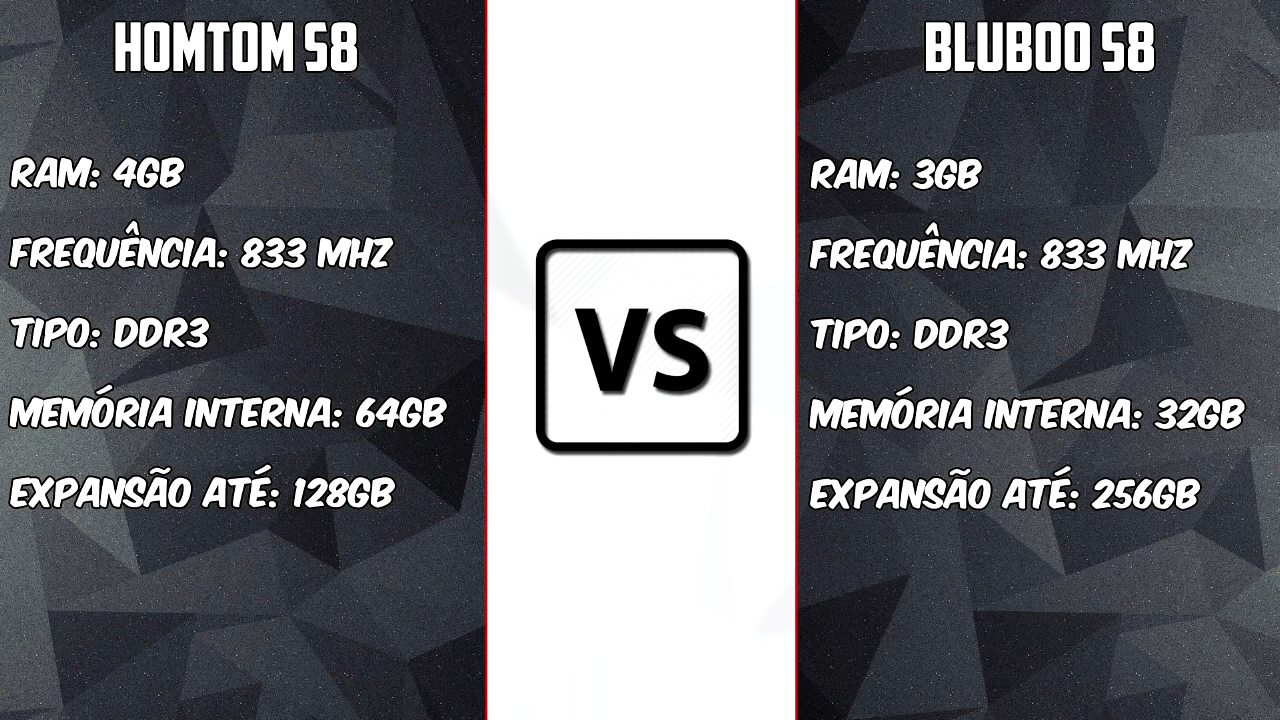 HOMTOM S8
RAM: 4GB
FREQUÊNCIA: 833 MHZ
TIPO: DDR3
MEMÓRIA INTERNA: 64GB
EXPANSÃO ATÉ: 128GB
VS
BLUBOO S8
RAM: 3GB
FREQUÊNCIA: 833 MHZ
TIPO: DDR3
MEMÓRIA INTERNA: 32GB
EXPANSÃO ATÉ: 256GB